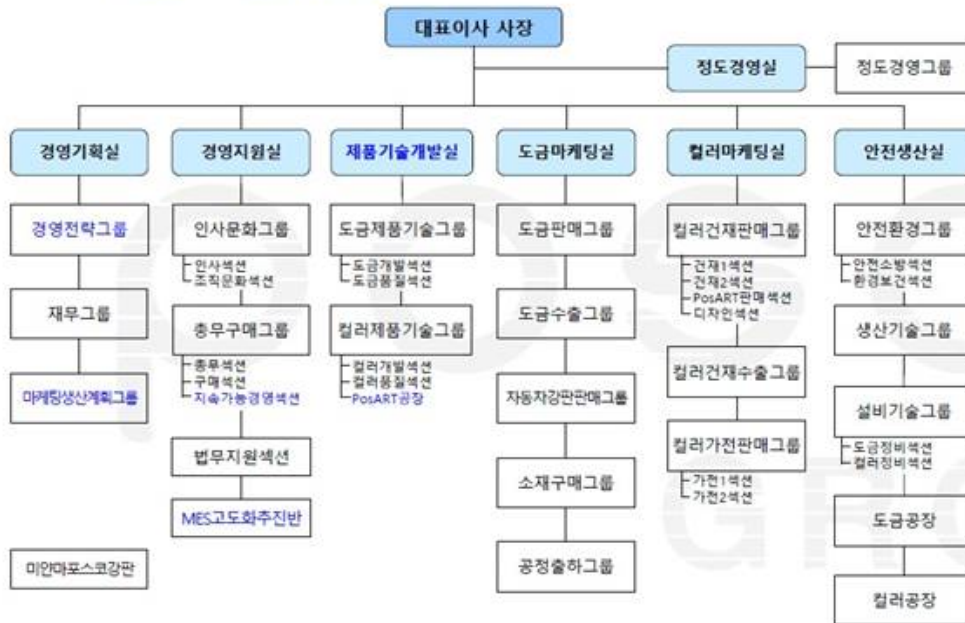 대표이사 사장
정도경영실
정도경영그룹
경영기획실
경영지원실
제품기술개발실
도금마케팅실
컬러마케팅실
안전생산실
경영전략그룹
재무그룹
마케팅생산계획그룹
미얀마포스코강판
인사문화그룹
인사섹션
조직문화섹션
총무구매그룹
총무섹션
구매섹션
지속가능경영섹션
법무지원섹션
MES고도화추진반
도금제품기술그룹
도금개발섹션
도금품질섹션
컬러제품기술그룹
컬러개발섹션
컬러품질섹션
PosART공장
도금판매그룹
도금수출그룹
자동차강판판매그룹
소재구매그룹
공정출하그룹
컬러건재판매그룹
건재1섹션
건재2섹션
PosART판매섹션
디자인섹션
컬러건재수출그룹
컬러가전판매그룹
가전1섹션
가전2섹션
안전환경그룹
안전소방섹션
환경보건섹션
생산기술그룹
설비기술그룹
도금정비섹션
컬러정비섹션
도금공장
컬러공장